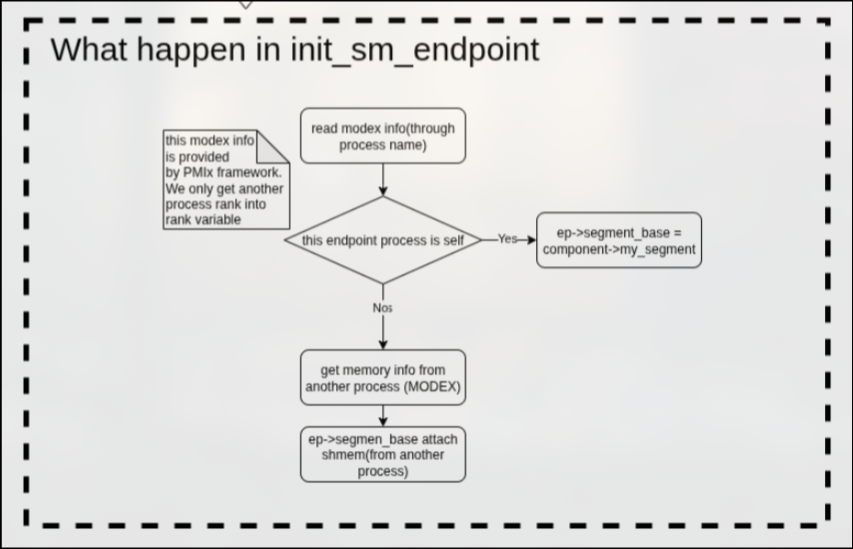 What happen in init_sm_endpoint
this modex info
is provided
by PMIx framework.
We only get another
process rank into
rank variable
read modex info(through
process name)
this endpoint process is self
Yes
ep->segment_base =
component->my_segment
Nos
get memory info from
another process (MODEX)
ep->segmen_base attach
shmem(from another
process)